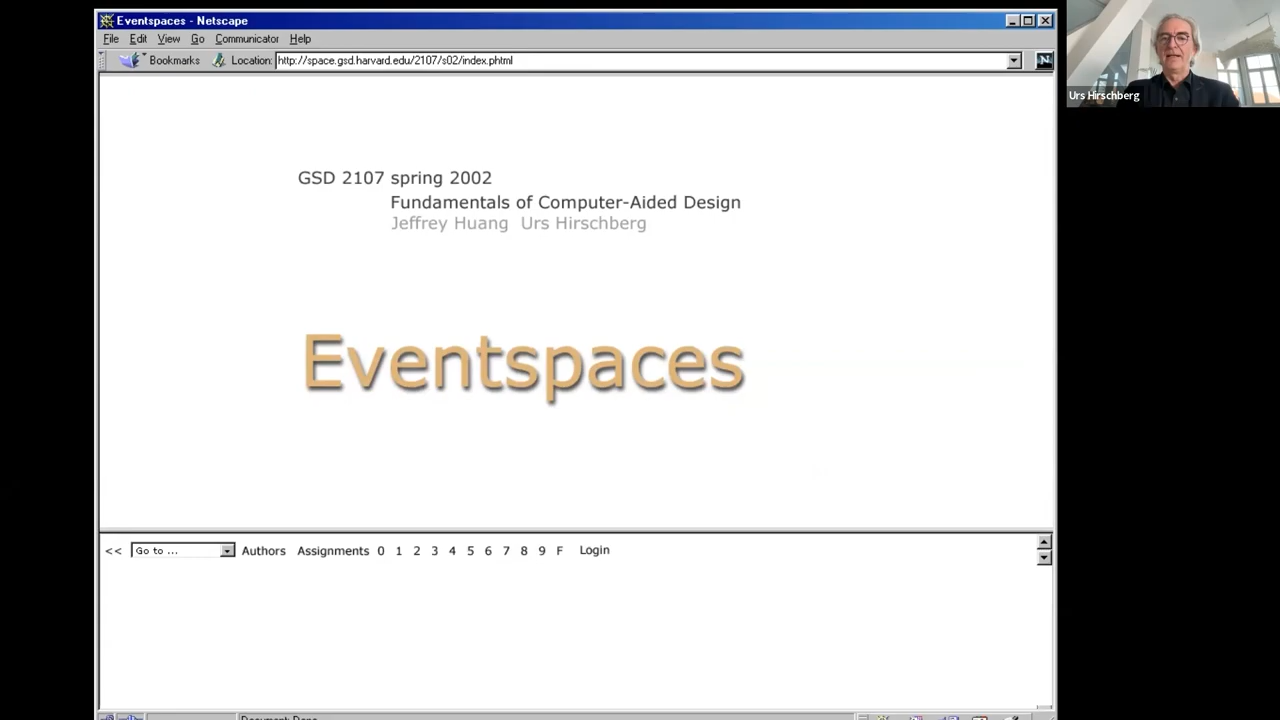 Eventspaces - Netscape
File Edit View Go Communicator Help
Bookmarks Location: http://space.gsd.harvard.edu/2107/s02/index.phtml
N
Urs Hirschberg
GSD 2107 spring 2002
Fundamentals of Computer-Aided Design
Jeffrey Huang Urs Hirschberg
Eventspaces
<< Go to ... Authors Assignments 0 1 2 3 4 5 6 7 8 9 F Login
Document: Done